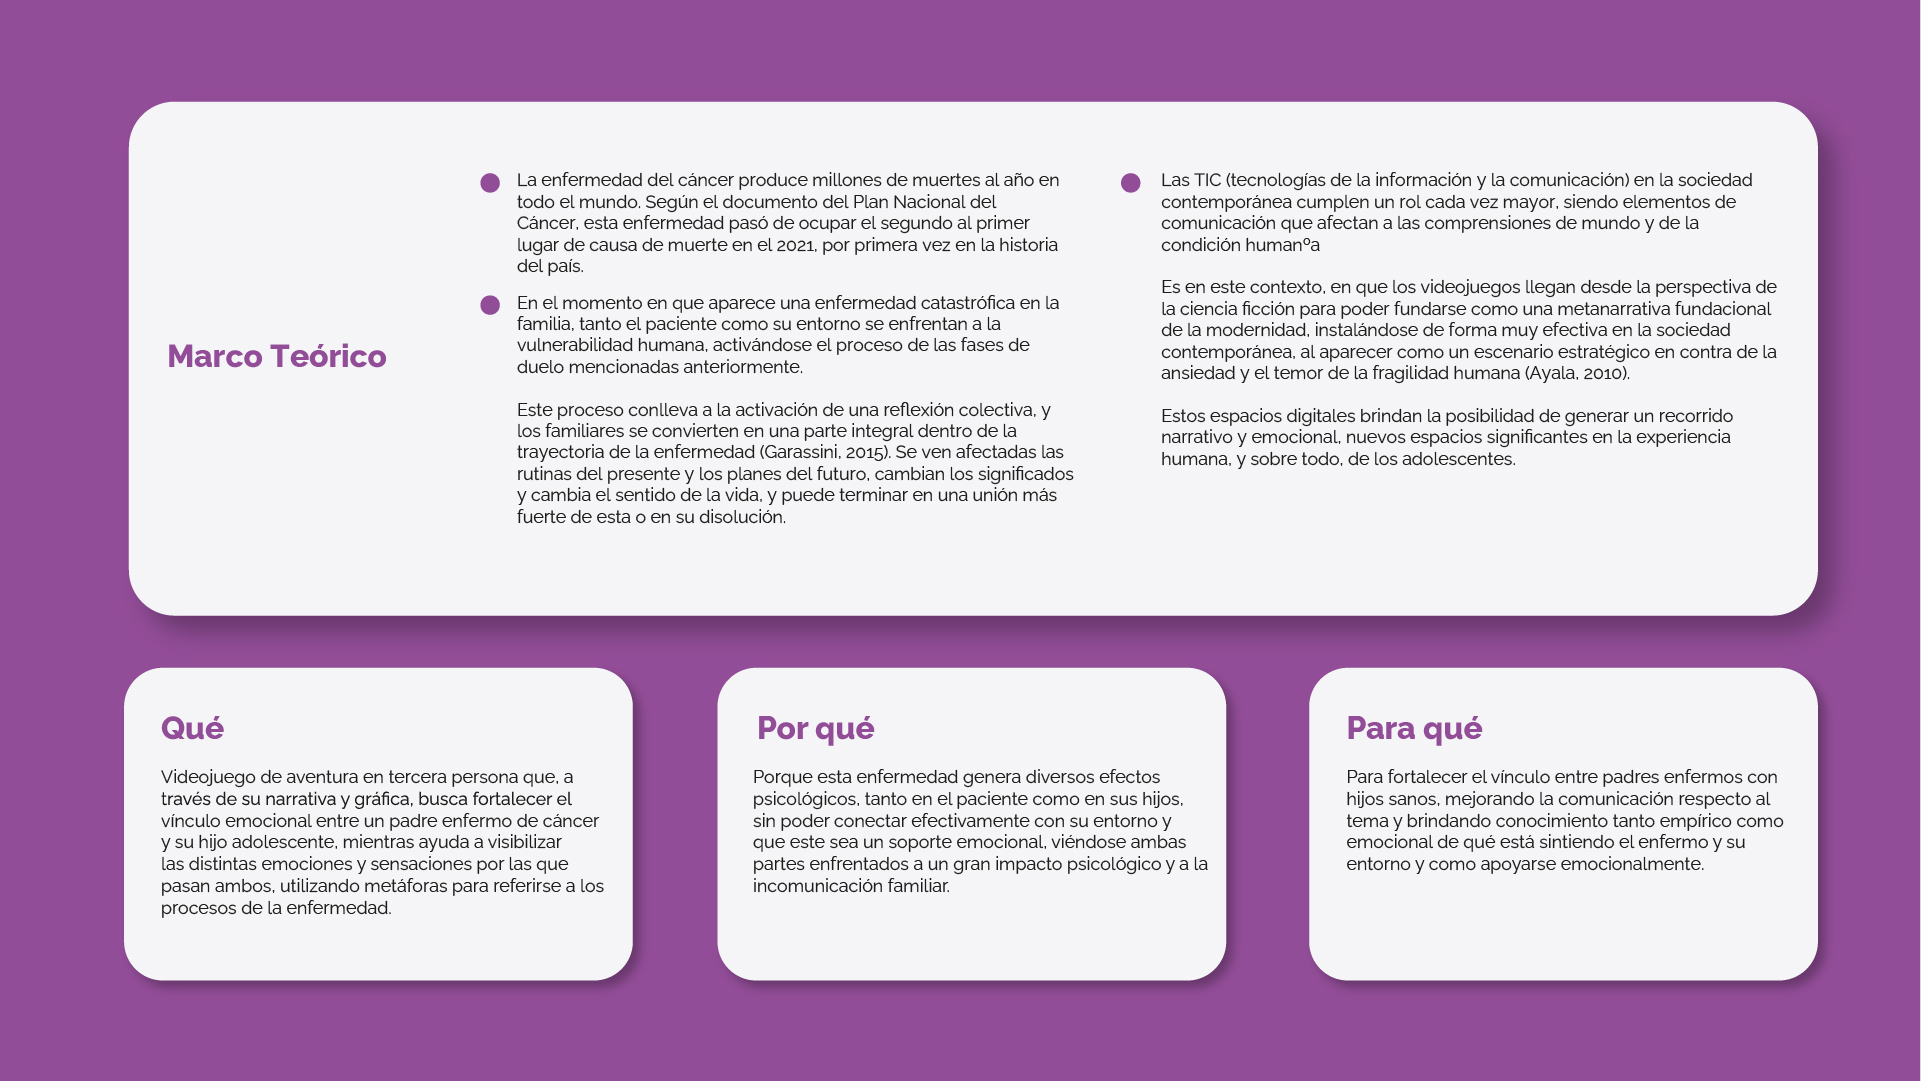 Marco Teórico
La enfermedad del cáncer produce millones de muertes al año en
todo el mundo. Según el documento del Plan Nacional del
Cáncer, esta enfermedad pasó de ocupar el segundo al primer
lugar de causa de muerte en el 2021, por primera vez en la historia
del país.
En el momento en que aparece una enfermedad catastrófica en la
familia, tanto el paciente como su entorno se enfrentan a la
vulnerabilidad humana, activándose el proceso de las fases de
duelo mencionadas anteriormente.
Este proceso conlleva a la activación de una reflexión colectiva, y
los familiares se convierten en una parte integral dentro de la
trayectoria de la enfermedad (Garassini, 2015). Se ven afectadas las
rutinas del presente y los planes del futuro, cambian los significados
y cambia el sentido de la vida, y puede terminar en una unión más
fuerte de esta o en su disolución.
Las TIC (tecnologías de la información y la comunicación) en la sociedad
contemporánea cumplen un rol cada vez mayor, siendo elementos de
comunicación que afectan a las comprensiones de mundo y de la
condición humanºa
Es en este contexto, en que los videojuegos llegan desde la perspectiva de
la ciencia ficción para poder fundarse como una metanarrativa fundacional
de la modernidad, instalándose de forma muy efectiva en la sociedad
contemporánea, al aparecer como un escenario estratégico en contra de la
ansiedad y el temor de la fragilidad humana (Ayala, 2010).
Estos espacios digitales brindan la posibilidad de generar un recorrido
narrativo y emocional, nuevos espacios significantes en la experiencia
humana, y sobre todo, de los adolescentes.
Qué
Videojuego de aventura en tercera persona que, a
través de su narrativa y gráfica, busca fortalecer el
vínculo emocional entre un padre enfermo de cáncer
y su hijo adolescente, mientras ayuda a visibilizar
las distintas emociones y sensaciones por las que
pasan ambos, utilizando metáforas para referirse a los
procesos de la enfermedad.
Por qué
Porque esta enfermedad genera diversos efectos
psicológicos, tanto en el paciente como en sus hijos,
sin poder conectar efectivamente con su entorno y
que este sea un soporte emocional, viéndose ambas
partes enfrentados a un gran impacto psicológico y a la
incomunicación familiar.
Para qué
Para fortalecer el vínculo entre padres enfermos con
hijos sanos, mejorando la comunicación respecto al
tema y brindando conocimiento tanto empírico como
emocional de qué está sintiendo el enfermo y su
entorno y como apoyarse emocionalmente.